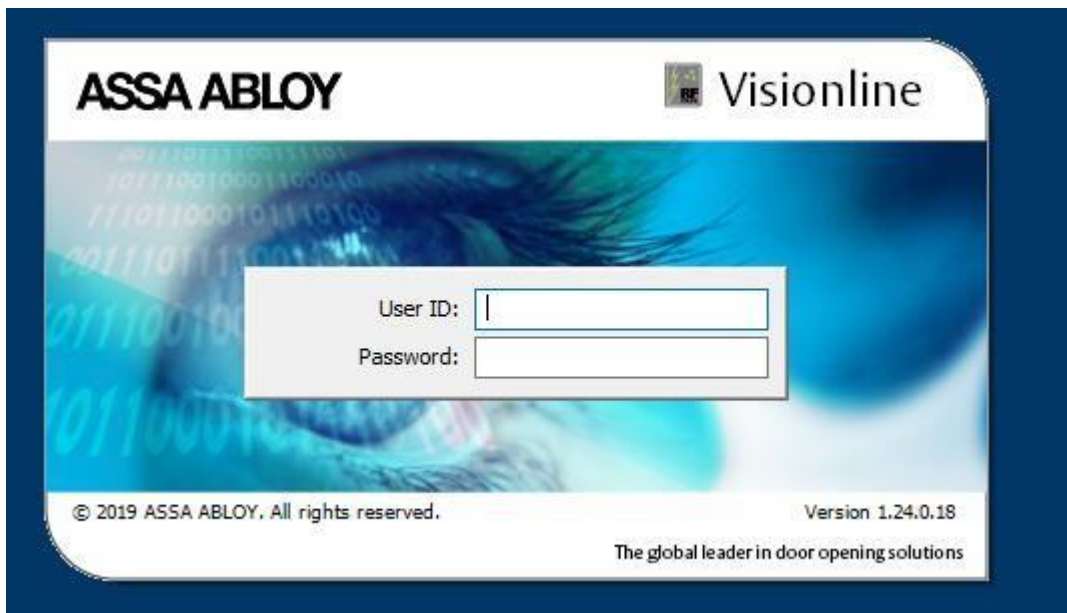 ASSA ABLOY
RF
Visionline
User ID:
Password:
© 2019 ASSA ABLOY. All rights reserved.
Version 1.24.0.18
The global leader in door opening solutions